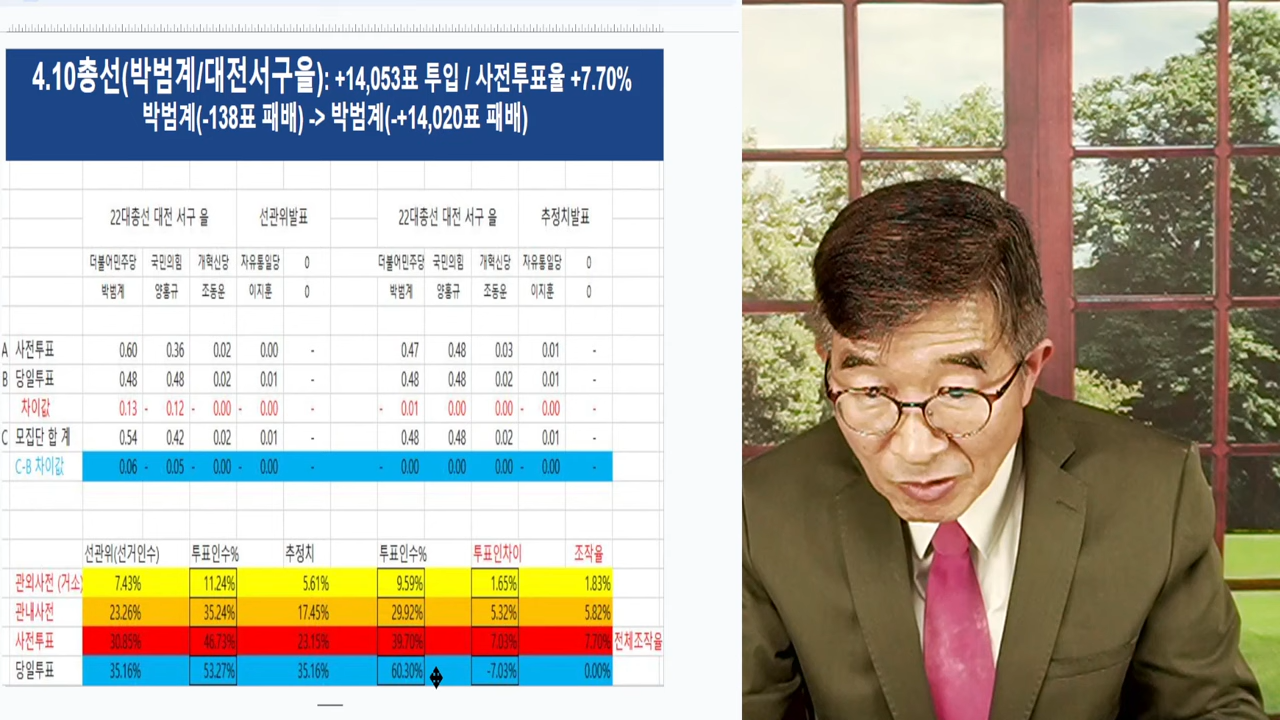 4.10총선(박범계/대전서구을): +14,053표 투입 / 사전투표율 +7.70%
박범계(-138표 패배) -> 박범계(-+14,020표 패배)
22대총선 대전 서구 을 선관위발표 22대총선 대전 서구 을 추정치발표
더불어민주당 국민의힘 개혁신당 자유통일당 0 더불어민주당 국민의힘 개혁신당 자유통일당 0
박범계 양홍규 조동운 이지훈 0 박범계 양홍규 조동운 이지훈 0
A 사전투표 0.60 0.36 0.02 0.00 - 0.47 0.48 0.03 0.01 -
B 당일투표 0.48 0.48 0.02 0.01 - 0.48 0.48 0.02 0.01 -
차이값 0.13 - 0.12 - 0.00 - 0.00 - - 0.01 0.00 0.00 - 0.00 -
C 모집단 합 계 0.54 0.42 0.02 0.01 - 0.48 0.48 0.02 0.01 -
C-B 차이값 0.06 - 0.05 - 0.00 - 0.00 - - 0.00 0.00 0.00 - 0.00 -
선관위(선거인수) 투표인수% 추정치 투표인수% 투표인차이 조작율
관외사전 (거소) 7.43% 11.24% 5.61% 9.59% 1.65% 1.83%
관내사전 23.26% 35.24% 17.45% 29.92% 5.32% 5.82%
사전투표 30.85% 46.73% 23.15% 39.70% 7.03% 7.70% 전체조작율
당일투표 35.16% 53.27% 35.16% 60.30% -7.03% 0.00%